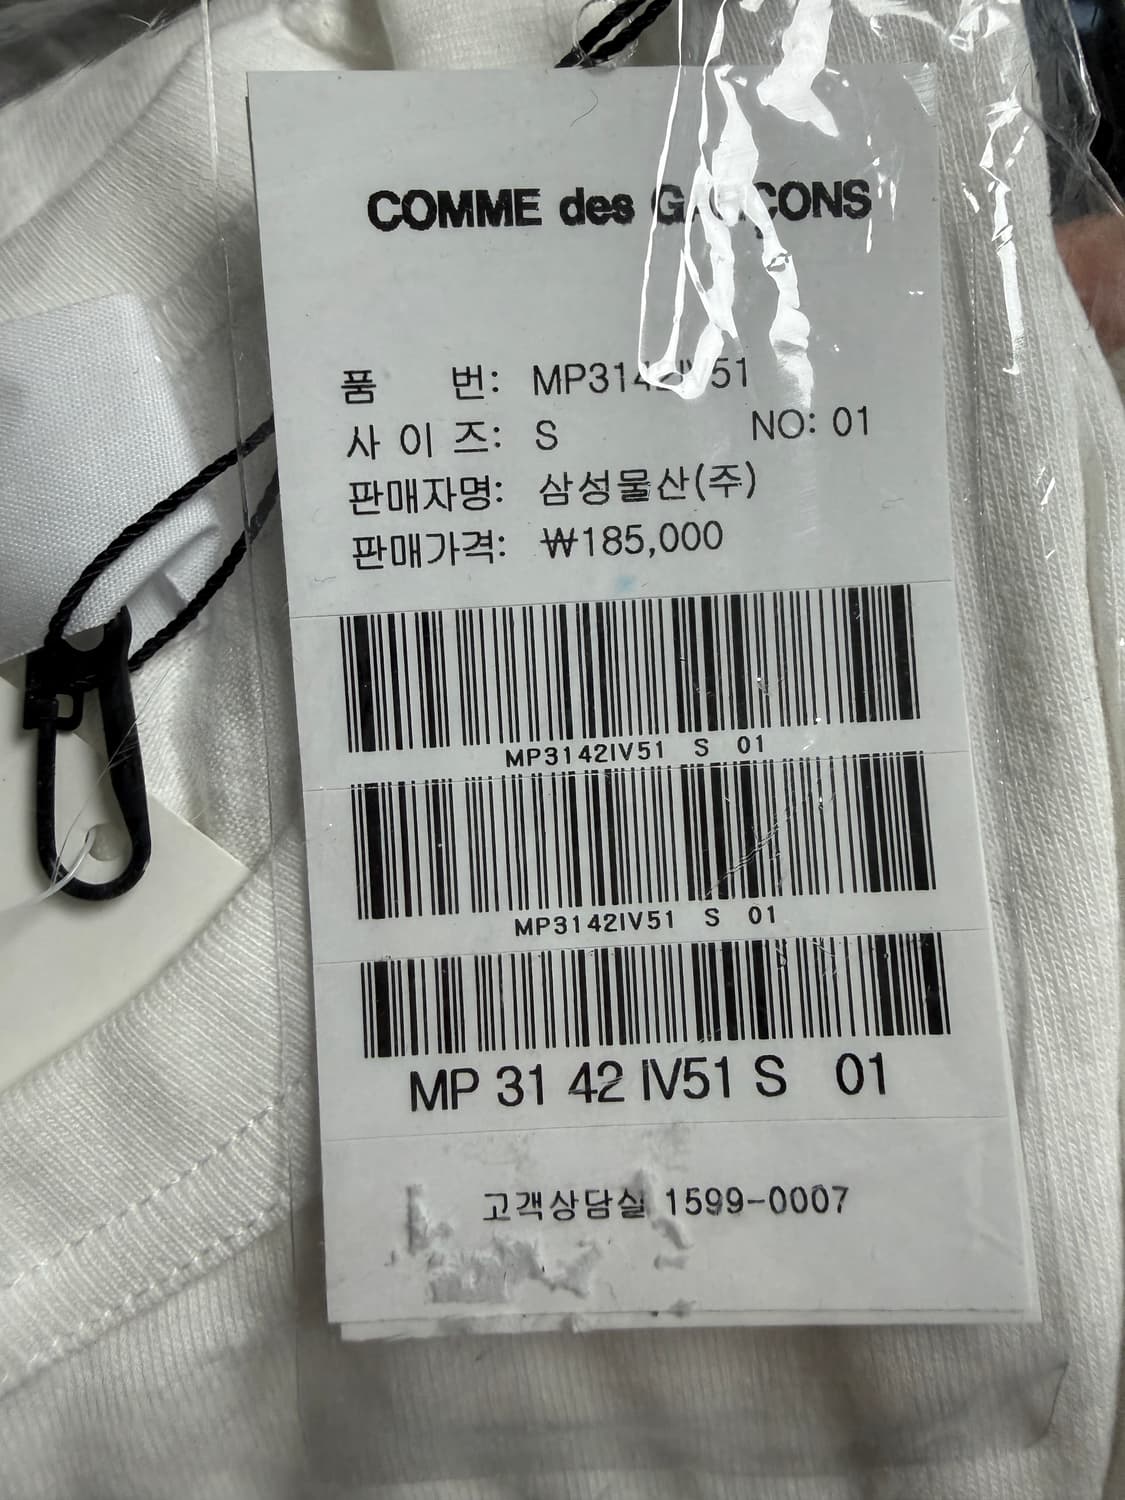 COMME des GARÇONS
품 번: MP3142IV51
사 이 즈: S NO: 01
판매자명: 삼성물산(주)
판매가격: ₩185,000
MP3142IV51 S 01
MP3142IV51 S 01
MP 31 42 IV51 S 01
고객상담실 1599-0007